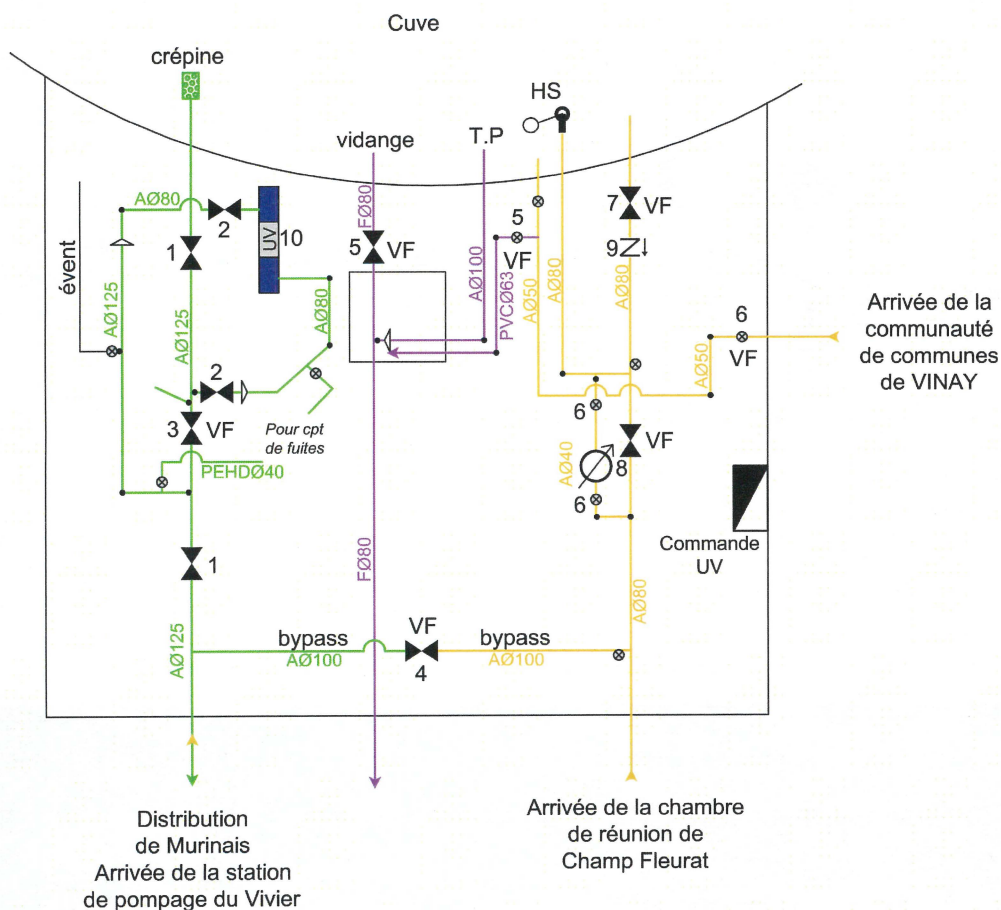 Cuve
crépine
HS
vidange
T.P
AØ80
FØ80
7
VF
2
UV
10
5
VF
5
VF
1
9
évent
AØ125
AØ125
AØ80
AØ100
PVCØ63
AØ50
AØ80
AØ80
Arrivée de la
communauté
de communes
de VINAY
6
VF
AØ50
2
3
VF
Pour cpt
de fuites
6
VF
AØ40
8
6
PEHDØ40
Commande
UV
1
FØ80
AØ80
AØ125
bypass
AØ100
VF
4
bypass
AØ100
Distribution
de Murinais
Arrivée de la station
de pompage du Vivier
Arrivée de la chambre
de réunion de
Champ Fleurat